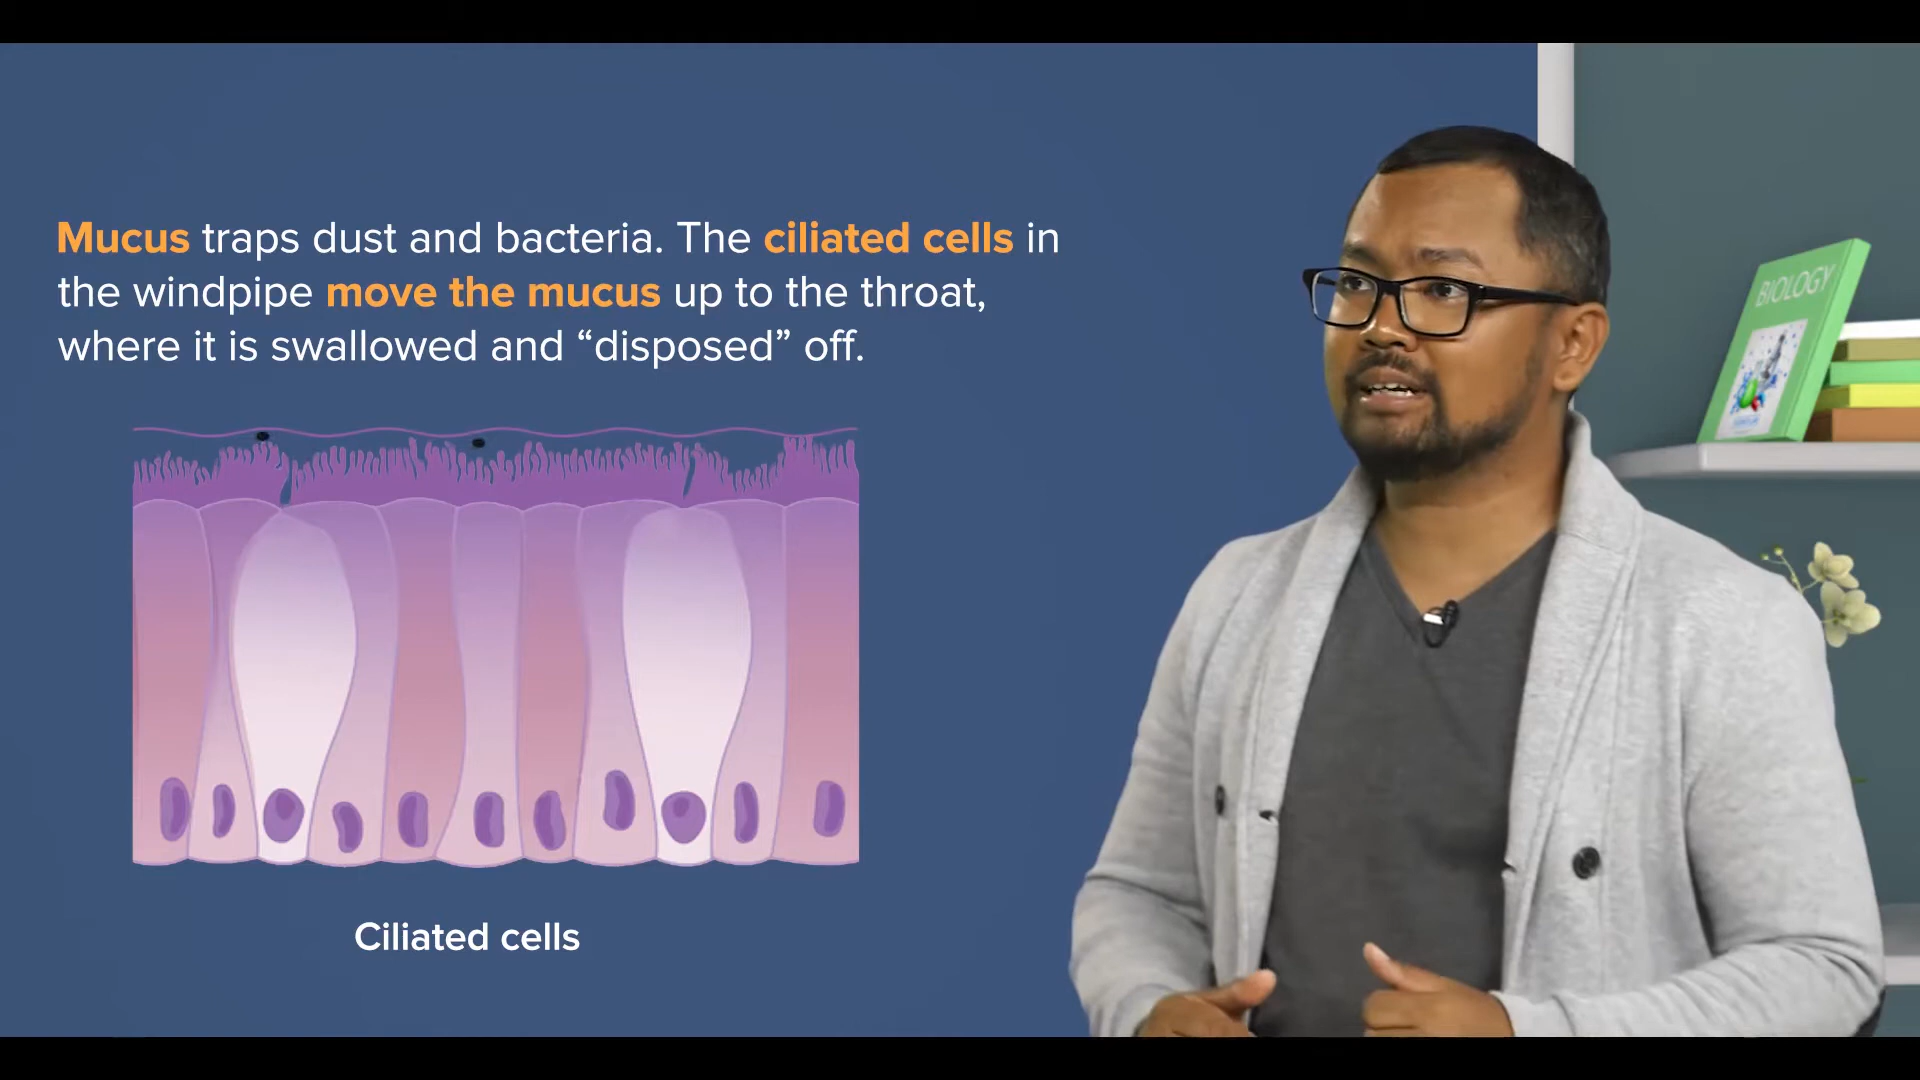 Mucus traps dust and bacteria. The ciliated cells in
the windpipe move the mucus up to the throat,
where it is swallowed and “disposed” off.
BIOLOGY
Ciliated cells